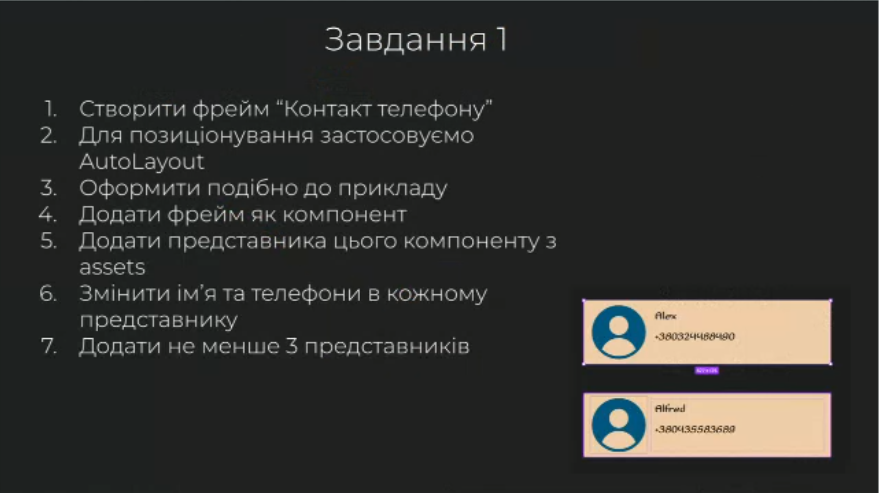 Завдання 1
1. Створити фрейм “Контакт телефону”
2. Для позиціонування застосовуємо
AutoLayout
3. Оформити подібно до прикладу
4. Додати фрейм як компонент
5. Додати представника цього компоненту з
assets
6. Змінити ім’я та телефони в кожному
представнику
7. Додати не менше 3 представників
Alex
+380324488490
Alfred
+380435583689